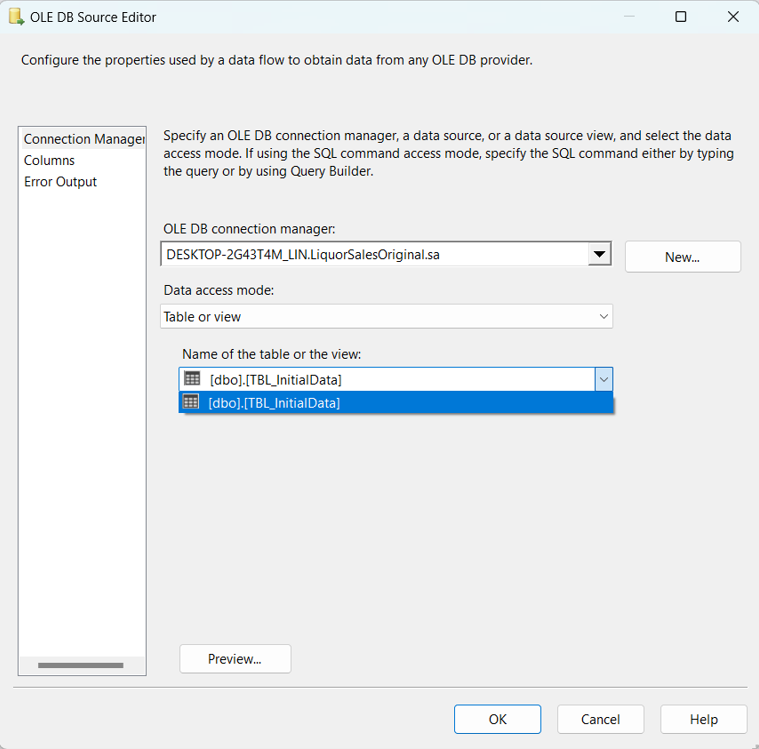 OLE DB Source Editor
Configure the properties used by a data flow to obtain data from any OLE DB provider.
Connection Manager
Columns
Error Output
Specify an OLE DB connection manager, a data source, or a data source view, and select the data
access mode. If using the SQL command access mode, specify the SQL command either by typing
the query or by using Query Builder.
OLE DB connection manager:
DESKTOP-2G43T4M_LIN.LiquorSalesOriginal.sa
New...
Data access mode:
Table or view
Name of the table or the view:
[dbo].[TBL_InitialData]
[dbo].[TBL_InitialData]
Preview...
OK
Cancel
Help